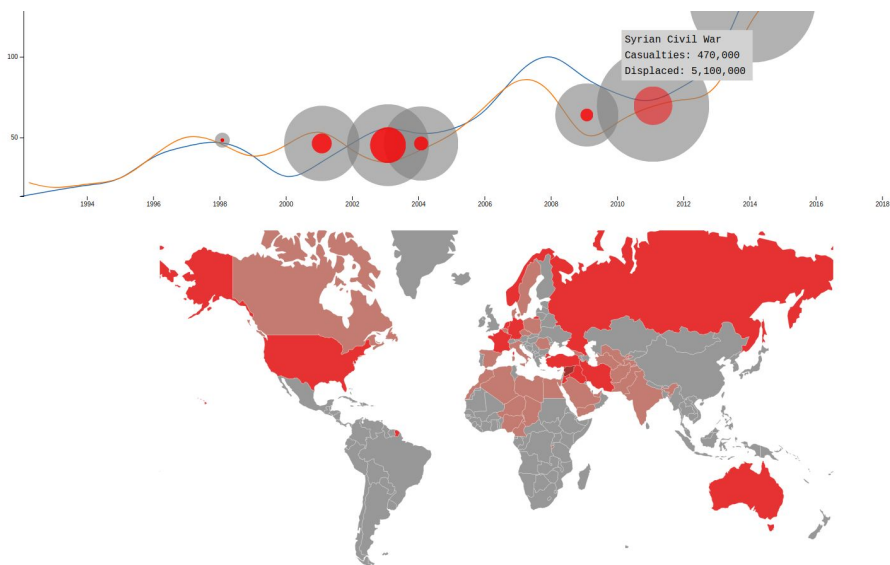 Syrian Civil War
Casualties: 470,000
Displaced: 5,100,000
100
50
1994 1996 1998 2000 2002 2004 2006 2008 2010 2012 2014 2016 2018